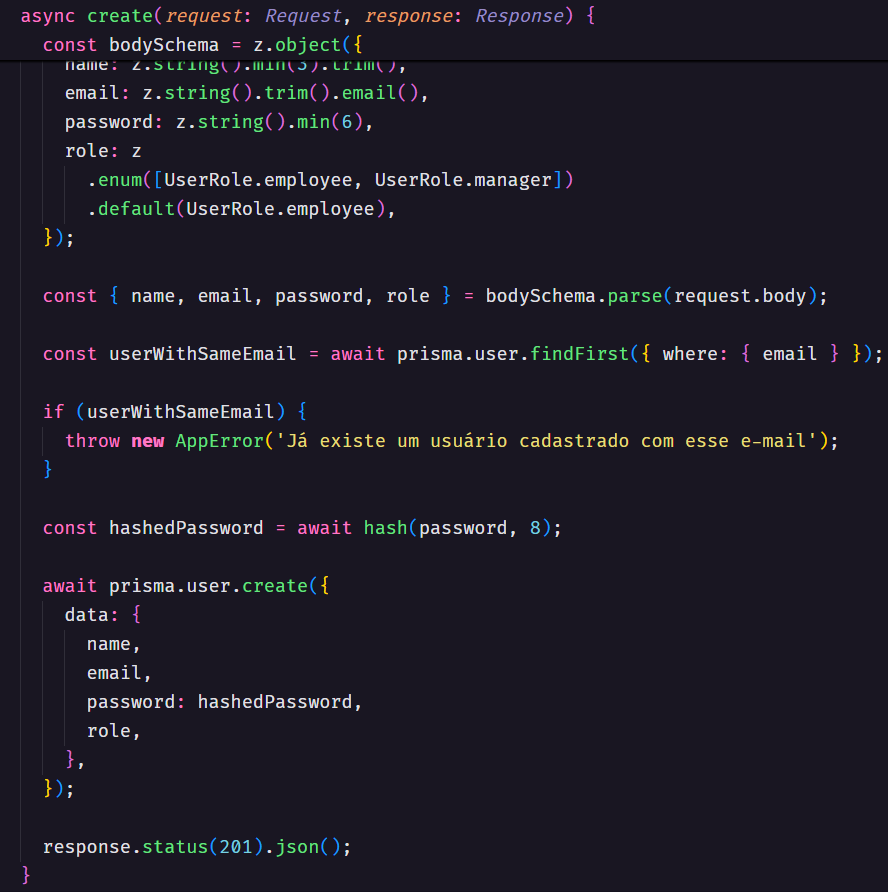 async create(request: Request, response: Response) {
  const bodySchema = z.object({
    name: z.string().min(3).trim(),
    email: z.string().trim().email(),
    password: z.string().min(6),
    role: z
      .enum([UserRole.employee, UserRole.manager])
      .default(UserRole.employee),
  });

  const { name, email, password, role } = bodySchema.parse(request.body);

  const userWithSameEmail = await prisma.user.findFirst({ where: { email } });

  if (userWithSameEmail) {
    throw new AppError('Já existe um usuário cadastrado com esse e-mail');
  }

  const hashedPassword = await hash(password, 8);

  await prisma.user.create({
    data: {
      name,
      email,
      password: hashedPassword,
      role,
    },
  });

  response.status(201).json();
}